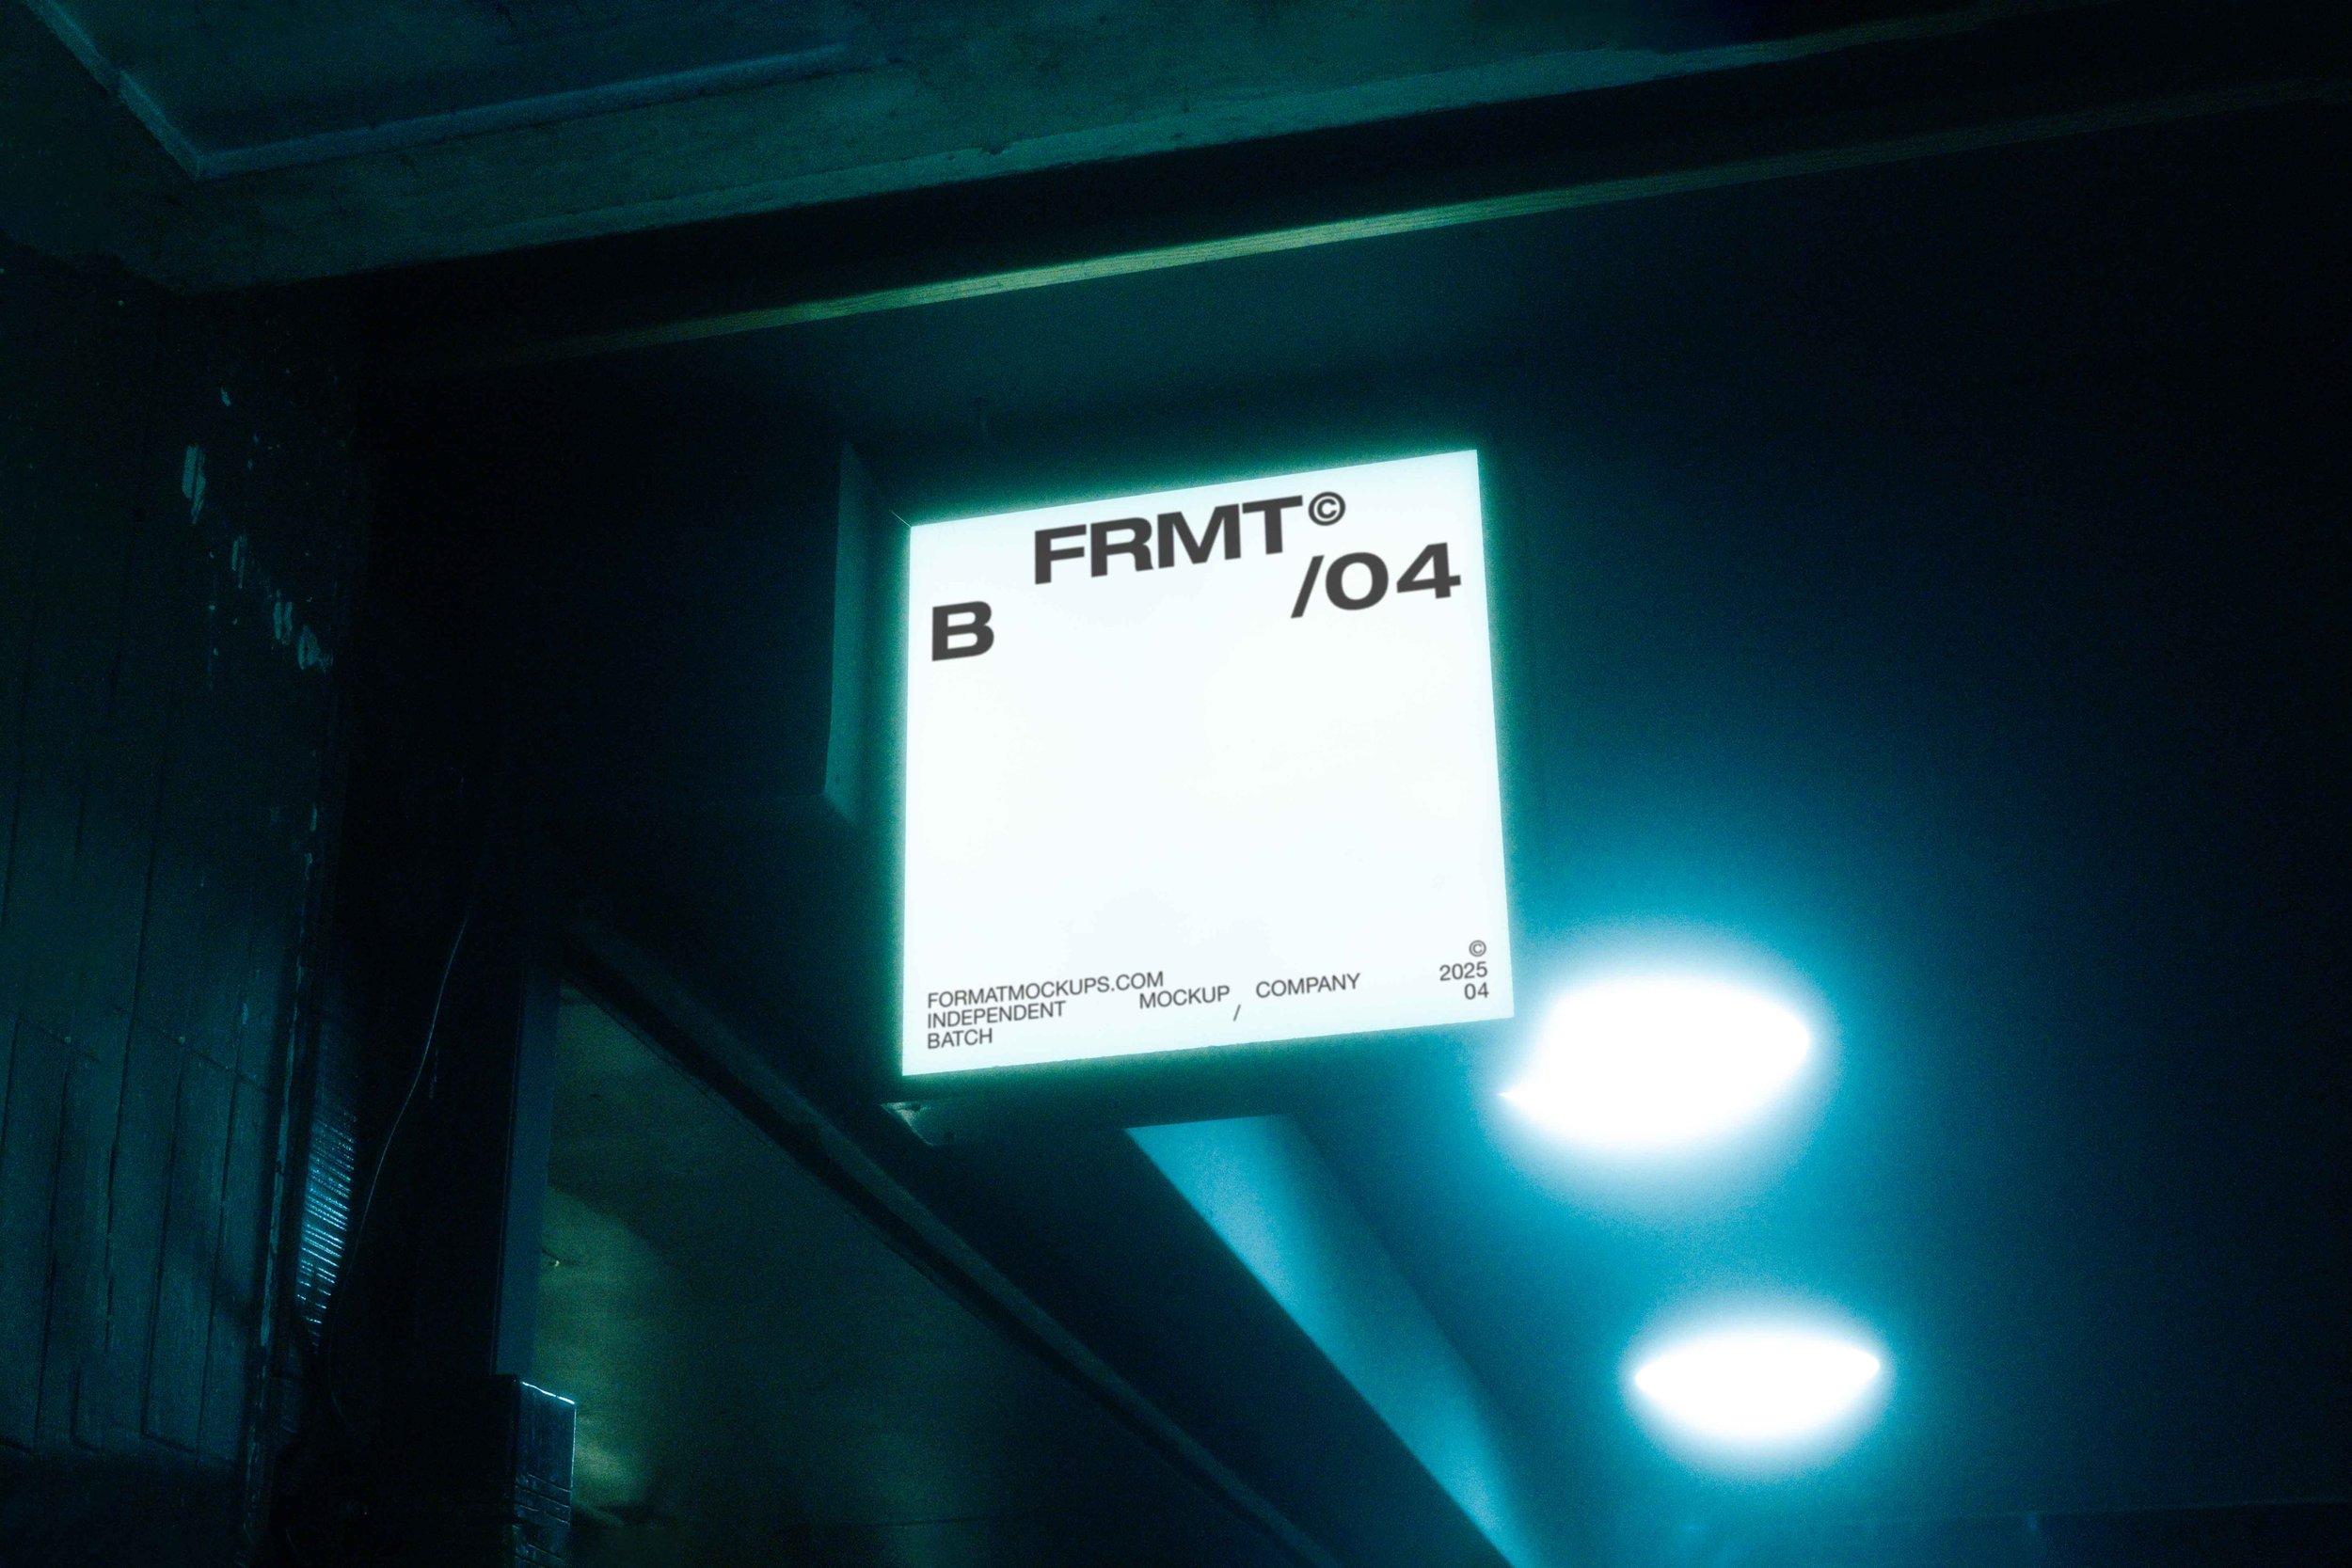 FRMT©
B /04
FORMATMOCKUPS.COM
INDEPENDENT MOCKUP / COMPANY
BATCH
©
2025
04